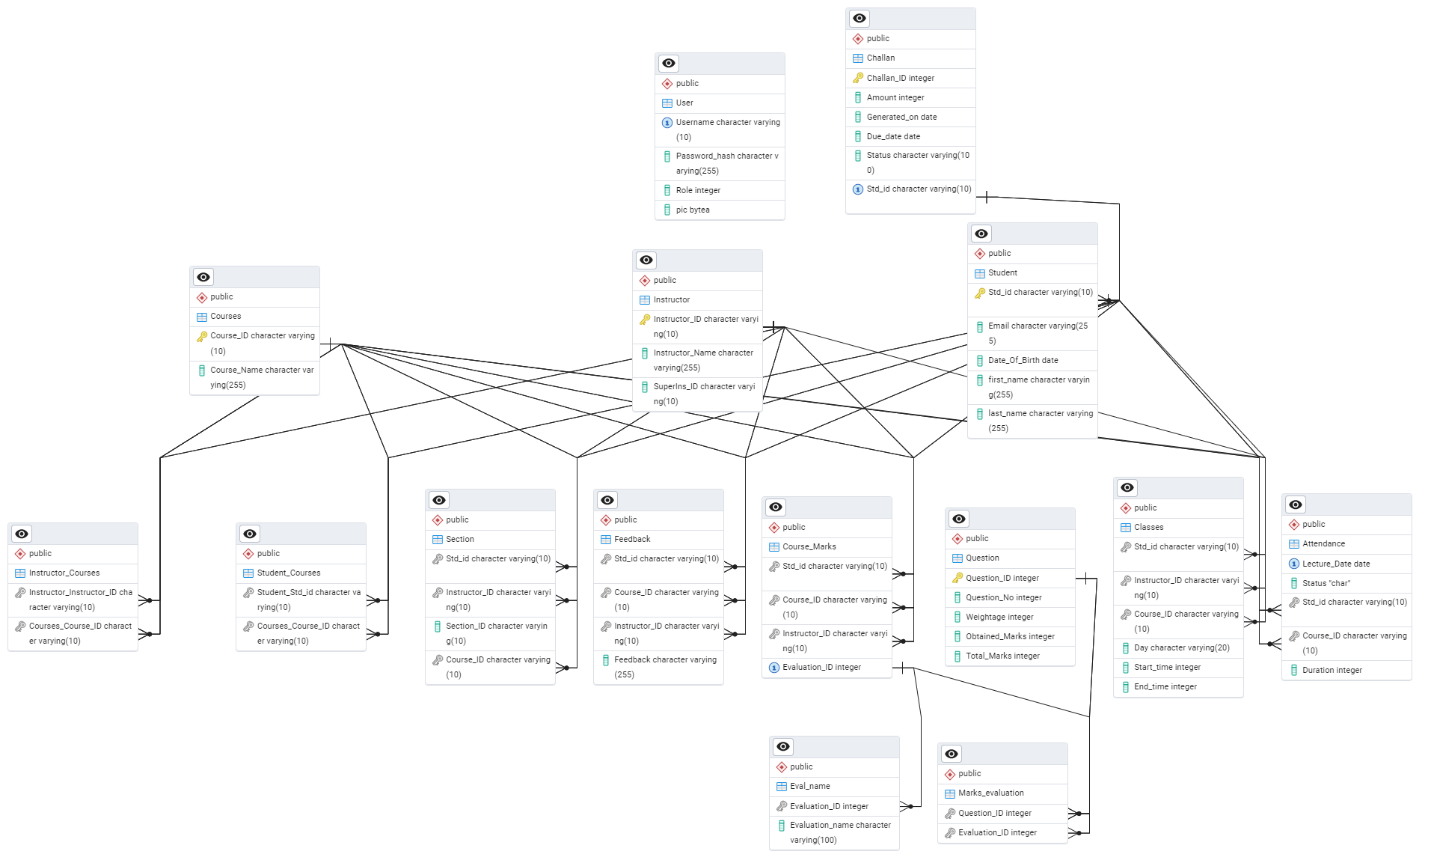 public
Challan
Challan_ID integer
Amount integer
Generated_on date
Due_date date
Status character varying(10
0)
Std_id character varying(10)
public
User
Username character varying
(10)
Password_hash character v
arying(255)
Role integer
pic bytea
public
Student
Std_id character varying(10)
Email character varying(25
5)
Date_Of_Birth date
first_name character varyin
g(255)
last_name character varying
(255)
public
Instructor
Instructor_ID character varyi
ng(10)
Instructor_Name character
varying(255)
SuperIns_ID character varyi
ng(10)
public
Courses
Course_ID character varying
(10)
Course_Name character var
ying(255)
public
Instructor_Courses
Instructor_Instructor_ID cha
racter varying(10)
Courses_Course_ID charact
er varying(10)
public
Student_Courses
Student_Std_id character va
rying(10)
Courses_Course_ID charact
er varying(10)
public
Section
Std_id character varying(10)
Instructor_ID character varyi
ng(10)
Section_ID character varyin
g(10)
Course_ID character varying
(10)
public
Feedback
Std_id character varying(10)
Course_ID character varying
(10)
Instructor_ID character varyi
ng(10)
Feedback character varying
(255)
public
Course_Marks
Std_id character varying(10)
Course_ID character varying
(10)
Instructor_ID character varyi
ng(10)
Evaluation_ID integer
public
Question
Question_ID integer
Question_No integer
Weightage integer
Obtained_Marks integer
Total_Marks integer
public
Classes
Std_id character varying(10)
Instructor_ID character varyi
ng(10)
Course_ID character varying
(10)
Day character varying(20)
Start_time integer
End_time integer
public
Attendance
Lecture_Date date
Status "char"
Std_id character varying(10)
Course_ID character varying
(10)
Duration integer
public
Eval_name
Evaluation_ID integer
Evaluation_name character
varying(100)
public
Marks_evaluation
Question_ID integer
Evaluation_ID integer